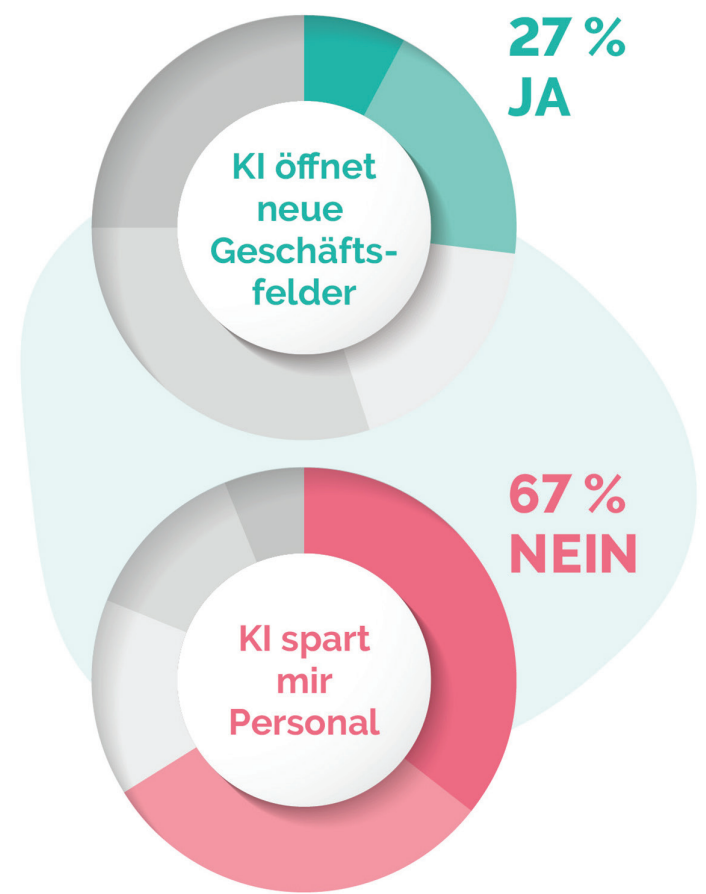 27 %
JA
KI öffnet
neue
Geschäfts-
felder
67 %
NEIN
KI spart
mir
Personal